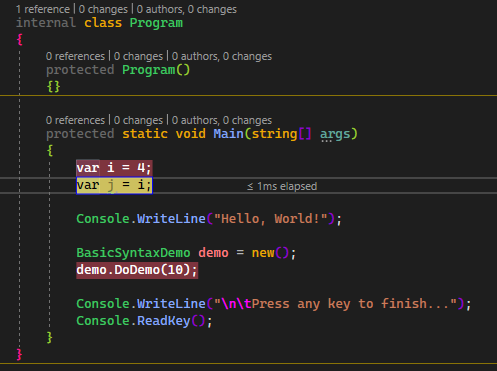 1 reference | 0 changes | 0 authors, 0 changes
internal class Program
{
0 references | 0 changes | 0 authors, 0 changes
protected Program()
{}
0 references | 0 changes | 0 authors, 0 changes
protected static void Main(string[] args)
{
var i = 4;
var j = i; ≤ 1ms elapsed
Console.WriteLine("Hello, World!");
BasicSyntaxDemo demo = new();
demo.DoDemo(10);
Console.WriteLine("\n\tPress any key to finish...");
Console.ReadKey();
}
}